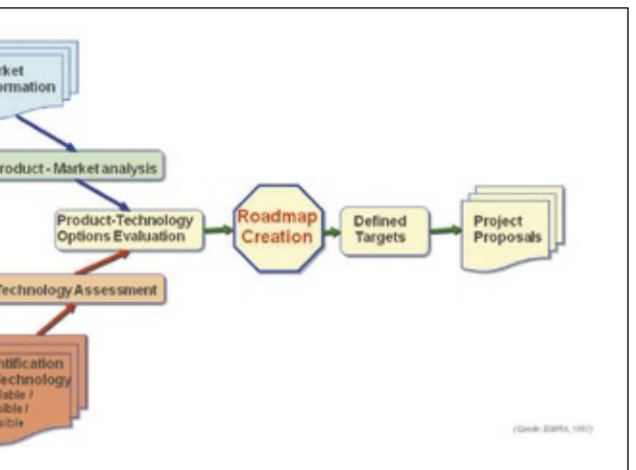 rket
ormation
roduct - Market analysis
Product-Technology
Options Evaluation
Roadmap
Creation
Defined
Targets
Project
Proposals
Technology Assessment
ntification
Technology
lable /
sible /
sible